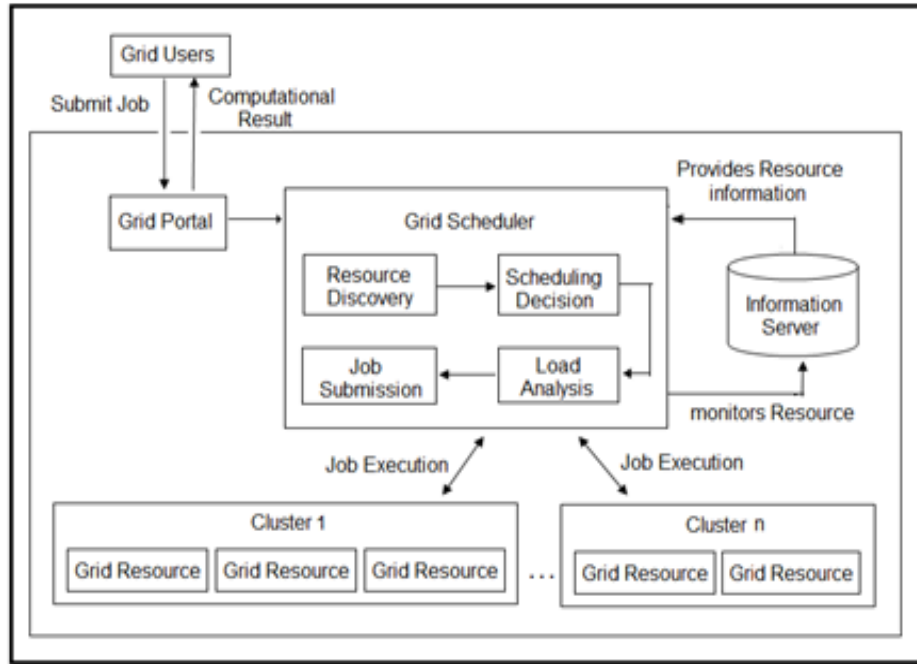 Grid Users
Submit Job
Computational
Result
Provides Resource
information
Grid Portal
Grid Scheduler
Resource
Discovery
Scheduling
Decision
Information
Server
Job
Submission
Load
Analysis
monitors Resource
Job Execution
Job Execution
Cluster 1
Cluster n
Grid Resource
Grid Resource
Grid Resource
...
Grid Resource
Grid Resource